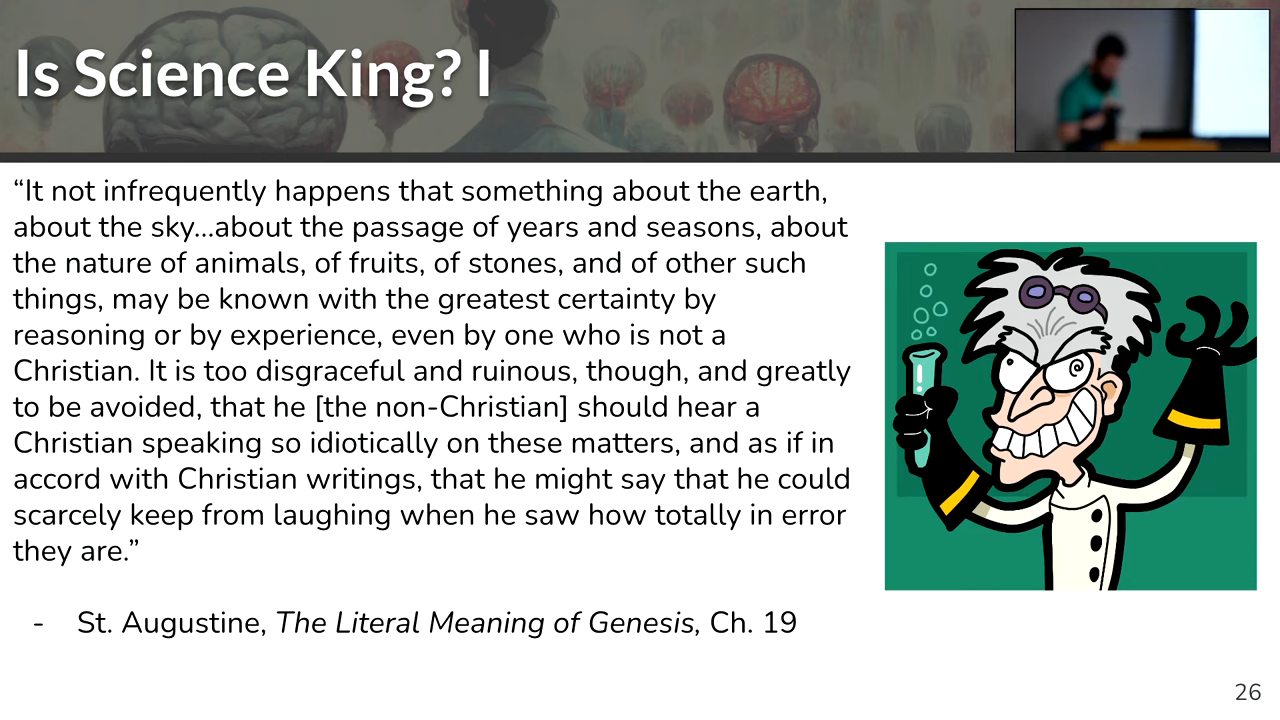 Is Science King? I
“It not infrequently happens that something about the earth,
about the sky…about the passage of years and seasons, about
the nature of animals, of fruits, of stones, and of other such
things, may be known with the greatest certainty by
reasoning or by experience, even by one who is not a
Christian. It is too disgraceful and ruinous, though, and greatly
to be avoided, that he [the non-Christian] should hear a
Christian speaking so idiotically on these matters, and as if in
accord with Christian writings, that he might say that he could
scarcely keep from laughing when he saw how totally in error
they are.”
- St. Augustine, The Literal Meaning of Genesis, Ch. 19
26